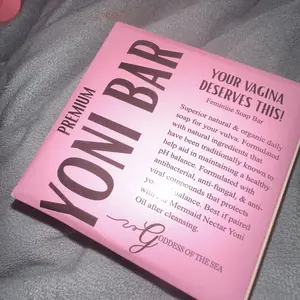 PREMIUM
YONI BAR
YOUR VAGINA
DESERVES THIS!
Feminine Soap Bar
Superior natural & organic daily
soap for your vulva. Formulated
with natural ingredients that
have been traditionally known to
help aid in maintaining a healthy
pH balance. Formulated with
antibacterial, anti-fungal, & anti-
viral compounds that protects
balance. Best if paired
Mermaid Nectar Yoni
Oil after cleansing.
GODDESS OF THE SEA